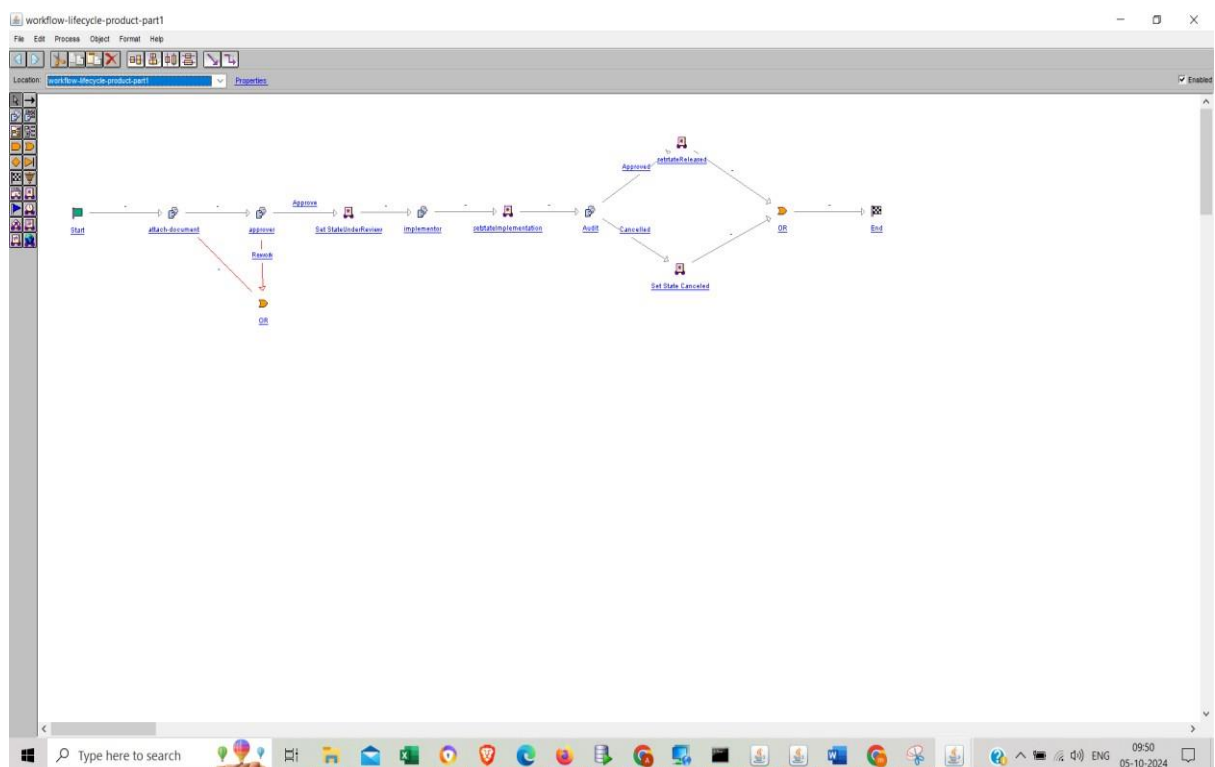 workflow-lifecycle-product-part1
File Edit Process Object Format Help
Location: workflow-lifecycle-product-part1 Properties Enabled
setstateReleased
Approved
Approve
Start attach-document approver Set StateUnderReview implementor setstateImplementation Audit Cancelled OR End
Rework
Set State Canceled
OR
Type here to search
ENG
09:50
05-10-2024